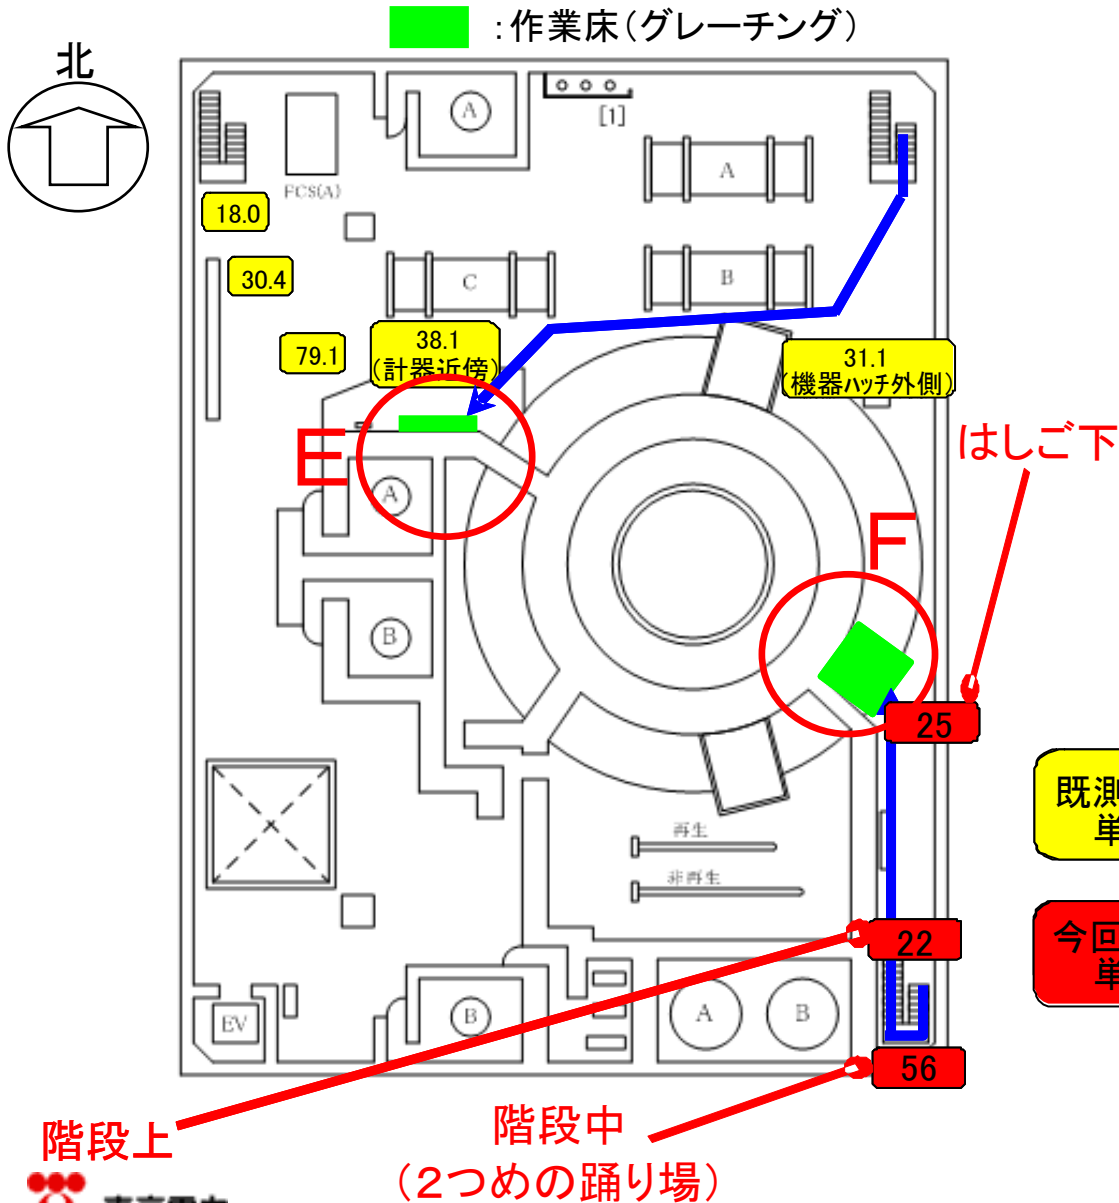 ：作業床（グレーチング）
北
A
[1]
FCS(A)
A
18.0
30.4
C
B
79.1
38.1
（計器近傍）
31.1
（機器ハッチ外側）
はしご下
E
A
F
B
25
既測
単
再生
非再生
22
今回
単
EV
B
A
B
56
階段上
階段中
（２つめの踊り場）